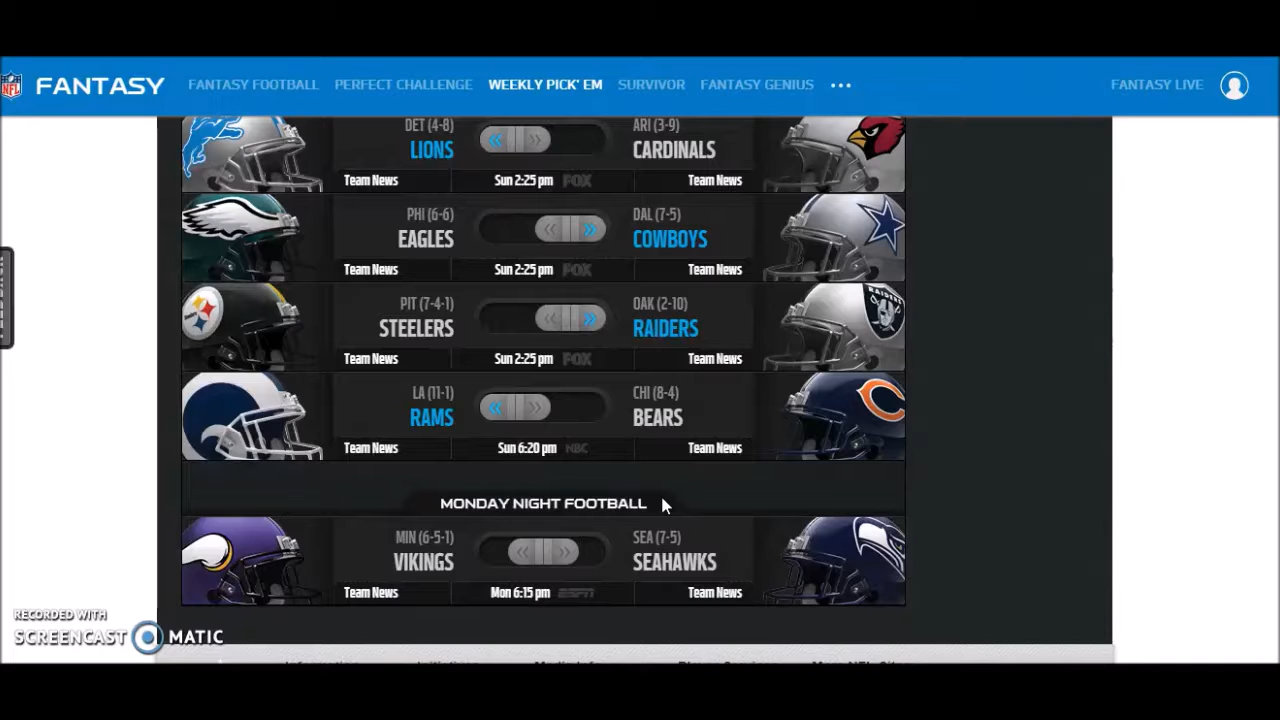 FANTASY FANTASY FOOTBALL PERFECT CHALLENGE WEEKLY PICK' EM SURVIVOR FANTASY GENIUS ••• FANTASY LIVE
DET (4-8) ARI (3-9)
LIONS CARDINALS
Team News Sun 2:25 pm FOX Team News
PHI (6-6) DAL (7-5)
EAGLES COWBOYS
Team News Sun 2:25 pm FOX Team News
PIT (7-4-1) OAK (2-10)
STEELERS RAIDERS
Team News Sun 2:25 pm FOX Team News
LA (11-1) CHI (8-4)
RAMS BEARS
Team News Sun 6:20 pm NBC Team News
MONDAY NIGHT FOOTBALL
MIN (6-5-1) SEA (7-5)
VIKINGS SEAHAWKS
Team News Mon 6:15 pm ESPN Team News
RECORDED WITH
SCREENCAST MATIC